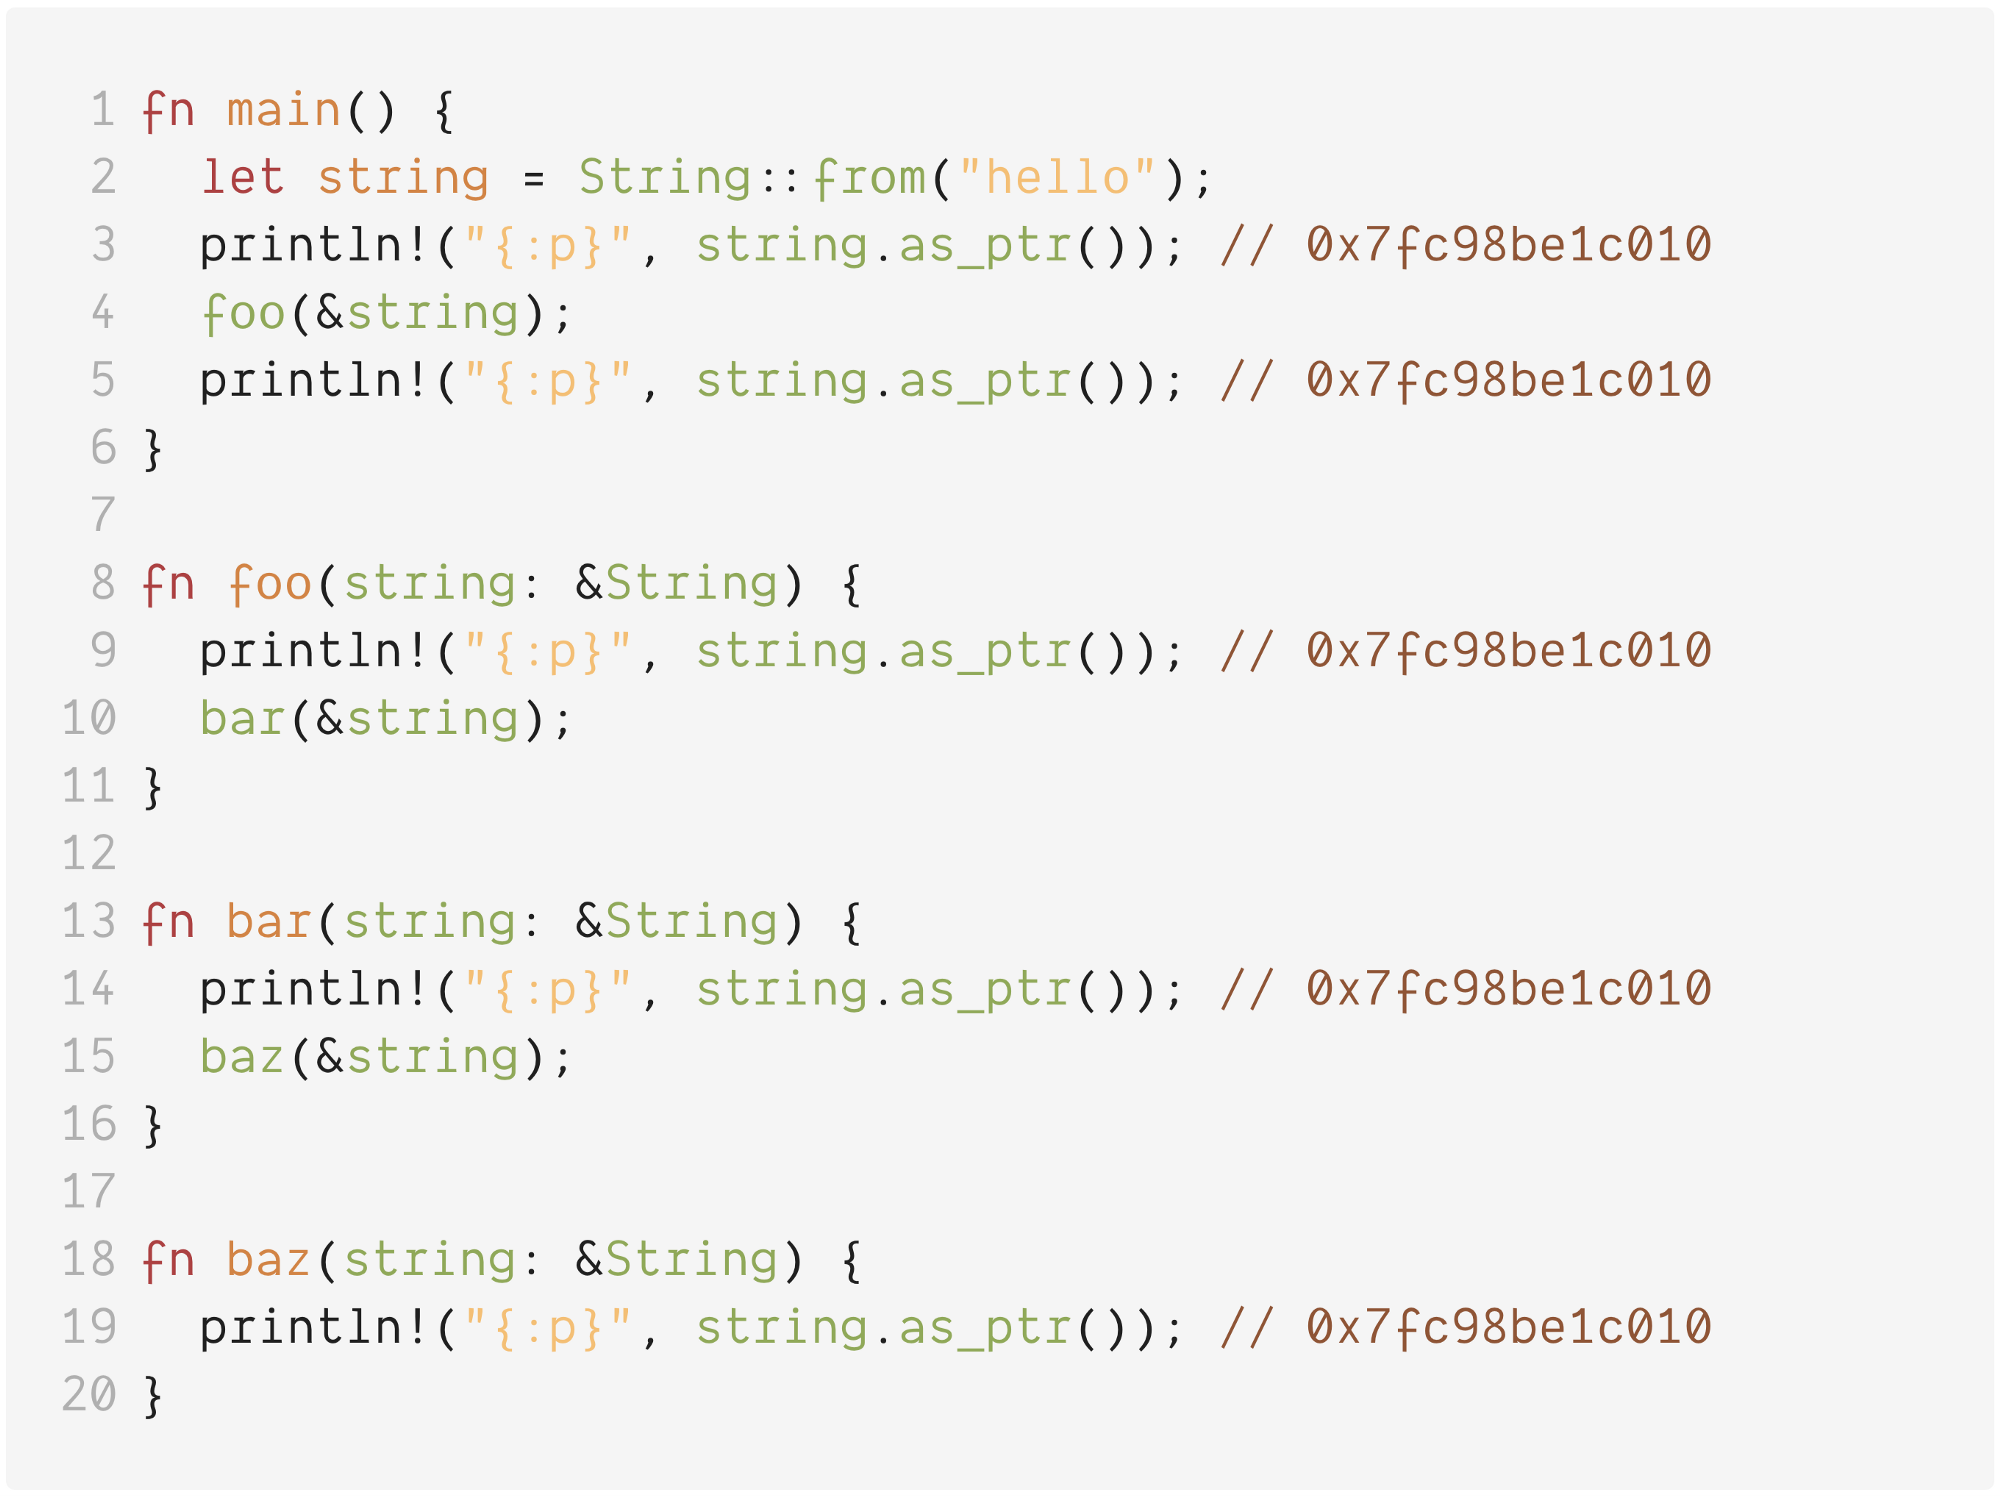 1 fn main() {
2   let string = String::from("hello");
3   println!("{:p}", string.as_ptr()); // 0x7fc98be1c010
4   foo(&string);
5   println!("{:p}", string.as_ptr()); // 0x7fc98be1c010
6 }
7
8 fn foo(string: &String) {
9   println!("{:p}", string.as_ptr()); // 0x7fc98be1c010
10   bar(&string);
11 }
12
13 fn bar(string: &String) {
14   println!("{:p}", string.as_ptr()); // 0x7fc98be1c010
15   baz(&string);
16 }
17
18 fn baz(string: &String) {
19   println!("{:p}", string.as_ptr()); // 0x7fc98be1c010
20 }